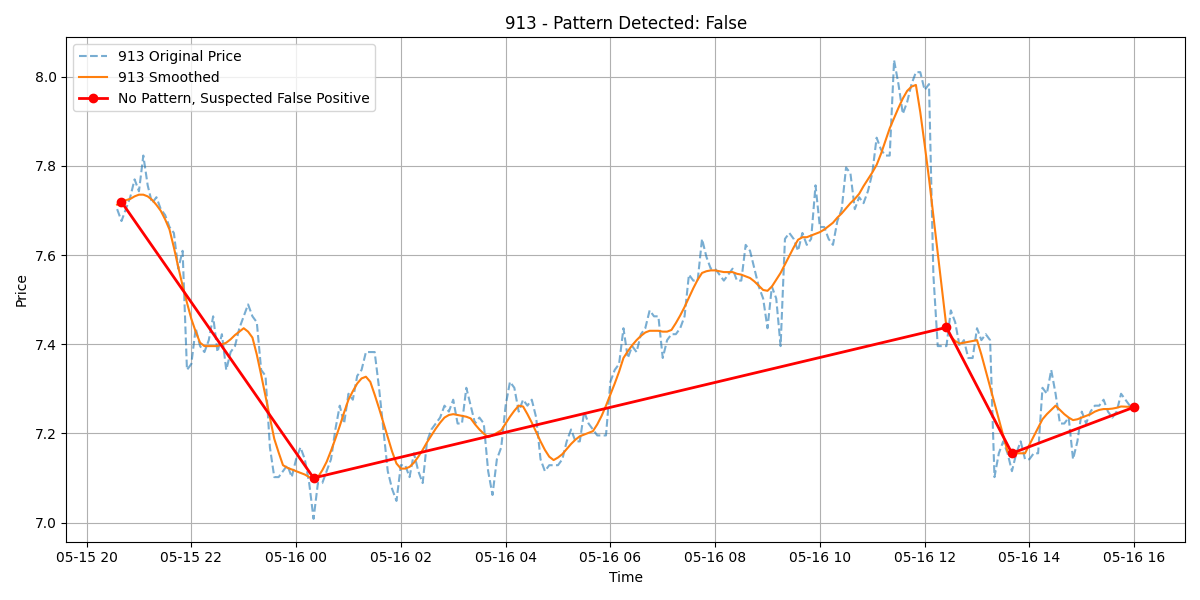 913 - Pattern Detected: False
913 Original Price
913 Smoothed
No Pattern, Suspected False Positive
Price
8.0
7.8
7.6
7.4
7.2
7.0
05-15 20 05-15 22 05-16 00 05-16 02 05-16 04 05-16 06 05-16 08 05-16 10 05-16 12 05-16 14 05-16 16
Time